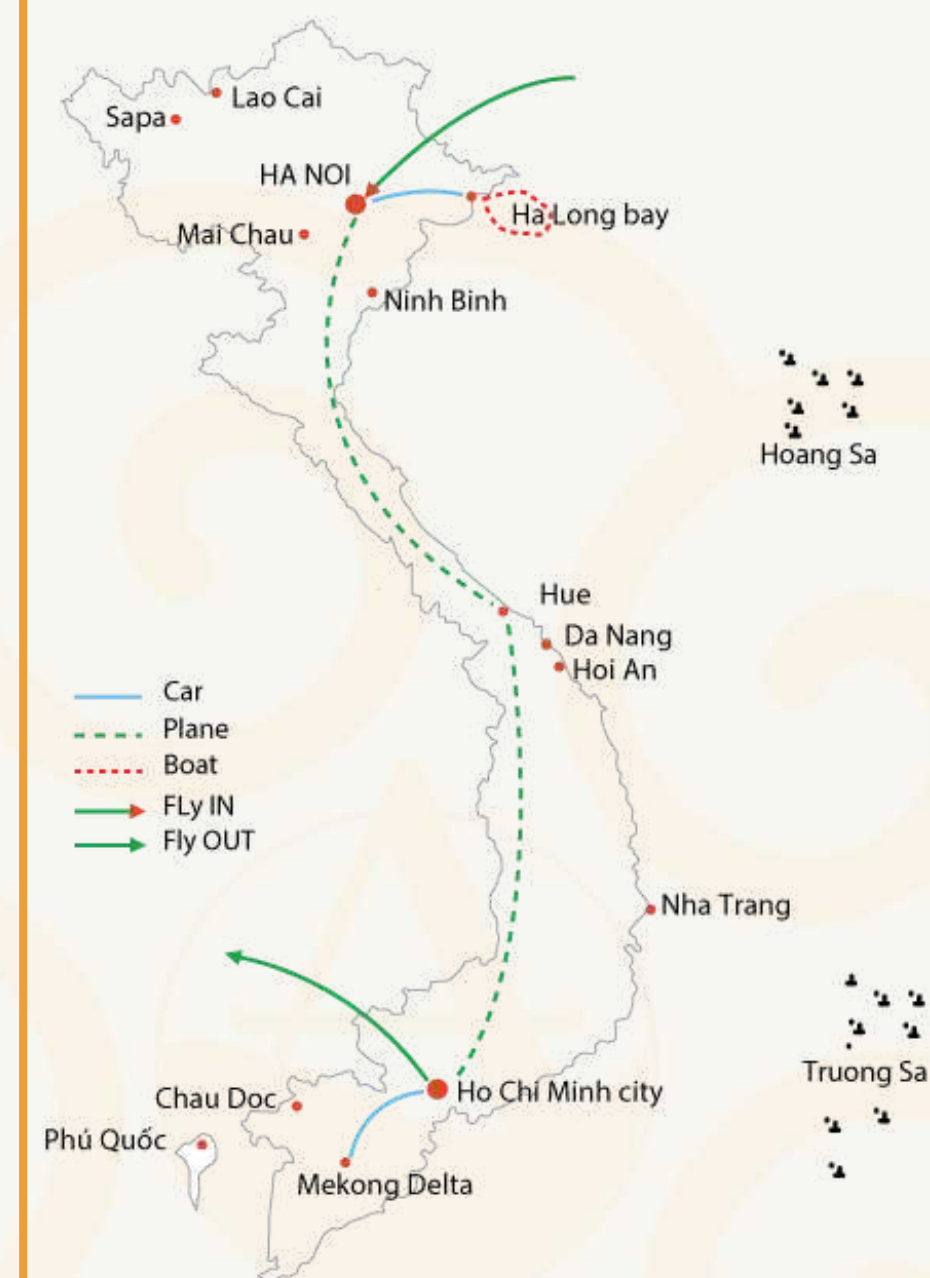 Lao Cai
Sapa
HA NOI
Ha Long bay
Mai Chau
Ninh Binh
Hoang Sa
Hue
Da Nang
Hoi An
Car
Plane
Boat
FLy IN
Fly OUT
Nha Trang
Truong Sa
Chau Doc
Ho Chi Minh city
Phú Quốc
Mekong Delta